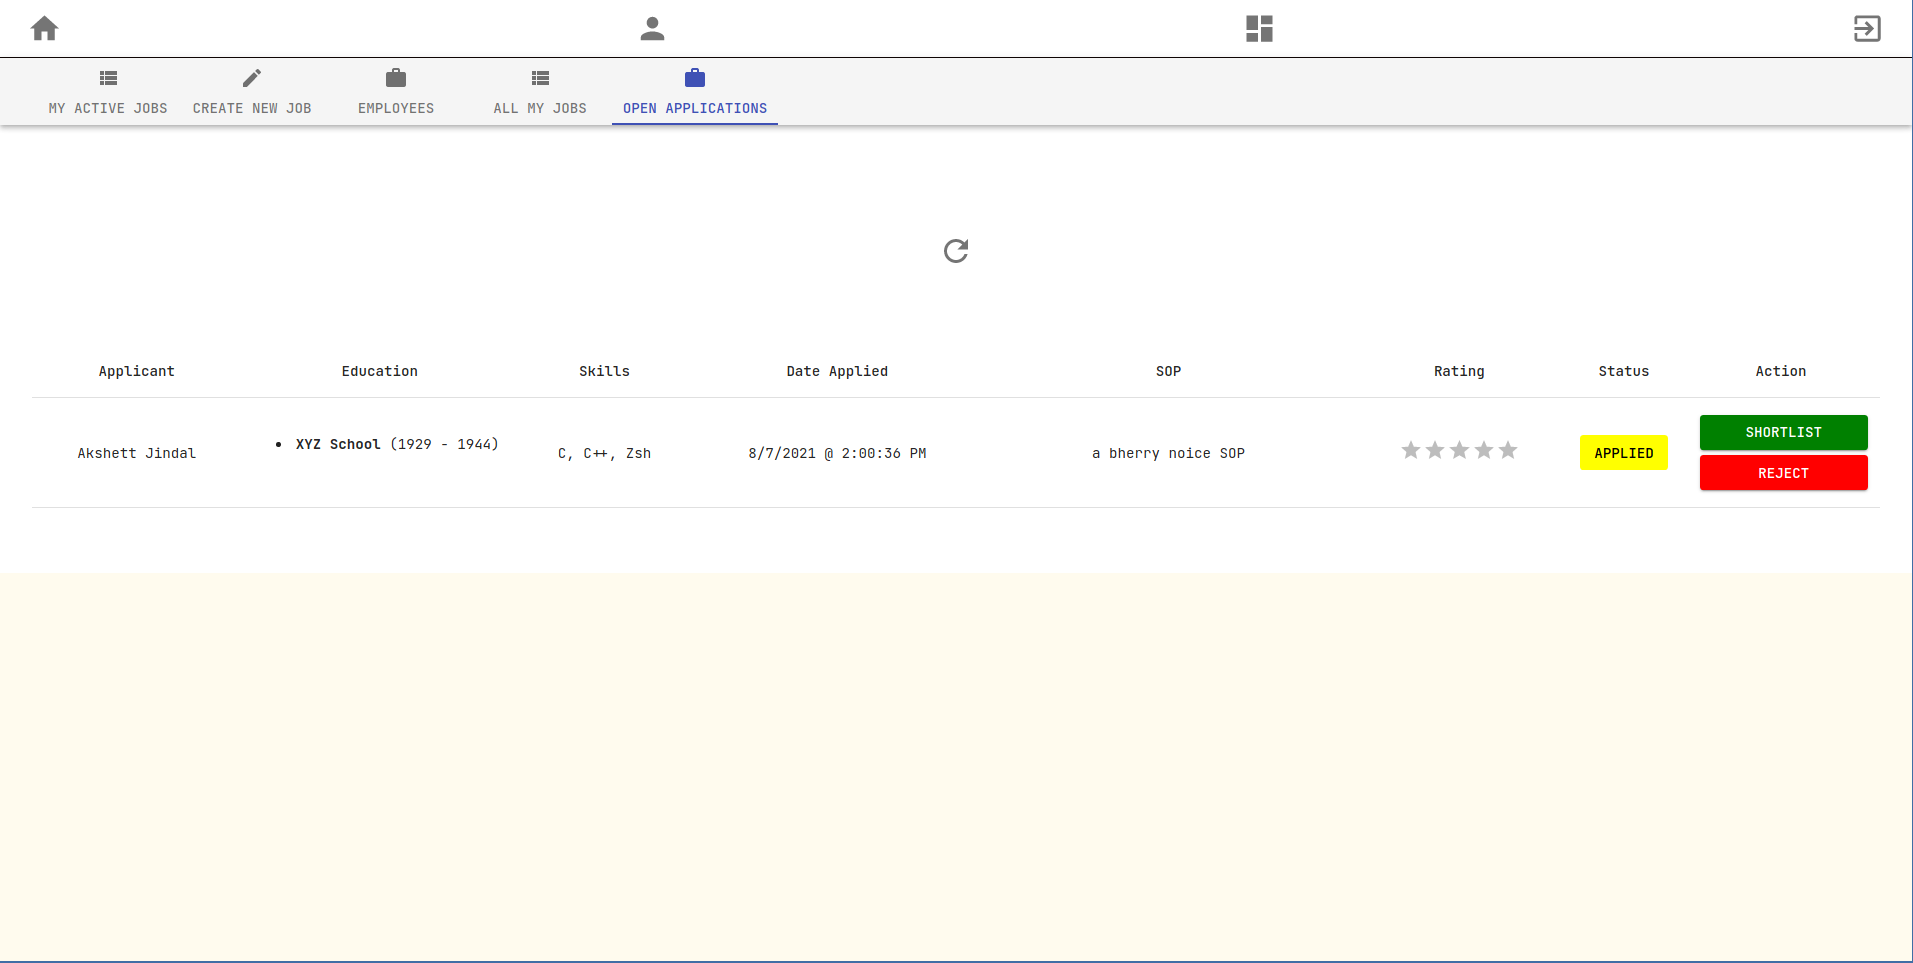 MY ACTIVE JOBS CREATE NEW JOB EMPLOYEES ALL MY JOBS OPEN APPLICATIONS
Applicant Education Skills Date Applied SOP Rating Status Action
Akshett Jindal • XYZ School (1929 - 1944) C, C++, Zsh 8/7/2021 @ 2:00:36 PM a bherry noice SOP APPLIED SHORTLIST
REJECT